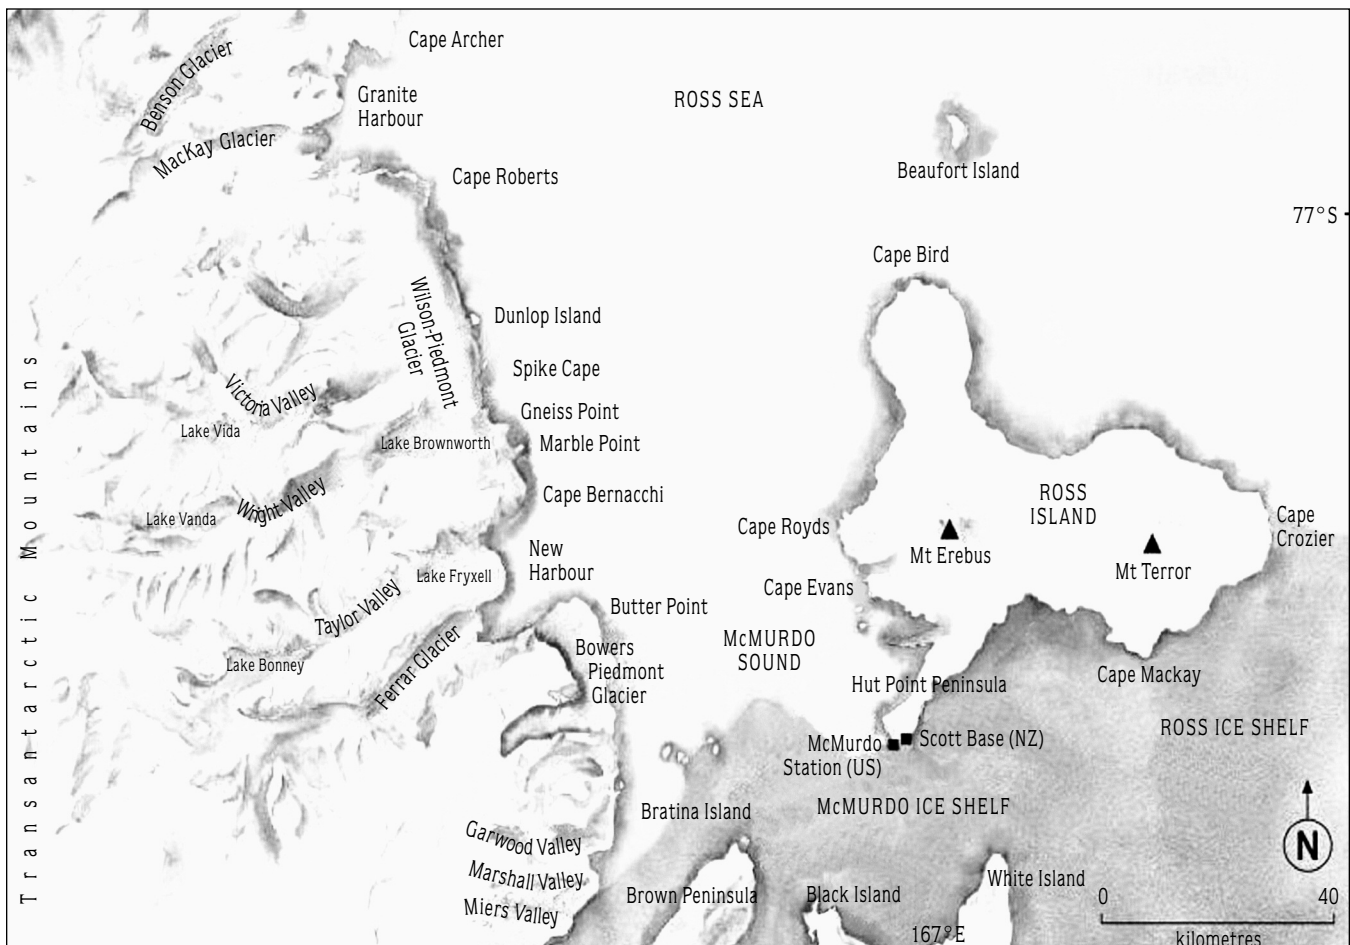 Cape Archer
Benson Glacier
Granite
Harbour
ROSS SEA
MacKay Glacier
Beaufort Island
Cape Roberts
77°S
Cape Bird
Wilson-Piedmont
Glacier
Dunlop Island
Spike Cape
Victoria Valley
Gneiss Point
Lake Vida
Lake Brownworth
Marble Point
Wright Valley
Cape Bernacchi
ROSS
ISLAND
Lake Vanda
Cape Royds
Cape
Crozier
Mt Erebus
New
Harbour
Mt Terror
Lake Fryxell
Cape Evans
Taylor Valley
Butter Point
Transantarctic Mountains
McMURDO
SOUND
Bowers
Piedmont
Glacier
Lake Bonney
Ferrar Glacier
Cape Mackay
Hut Point Peninsula
ROSS ICE SHELF
McMurdo
Station (US)
Scott Base (NZ)
Bratina Island
McMURDO ICE SHELF
Garwood Valley
N
Marshall Valley
White Island
Brown Peninsula
Black Island
Miers Valley
0 40
kilometres
167°E